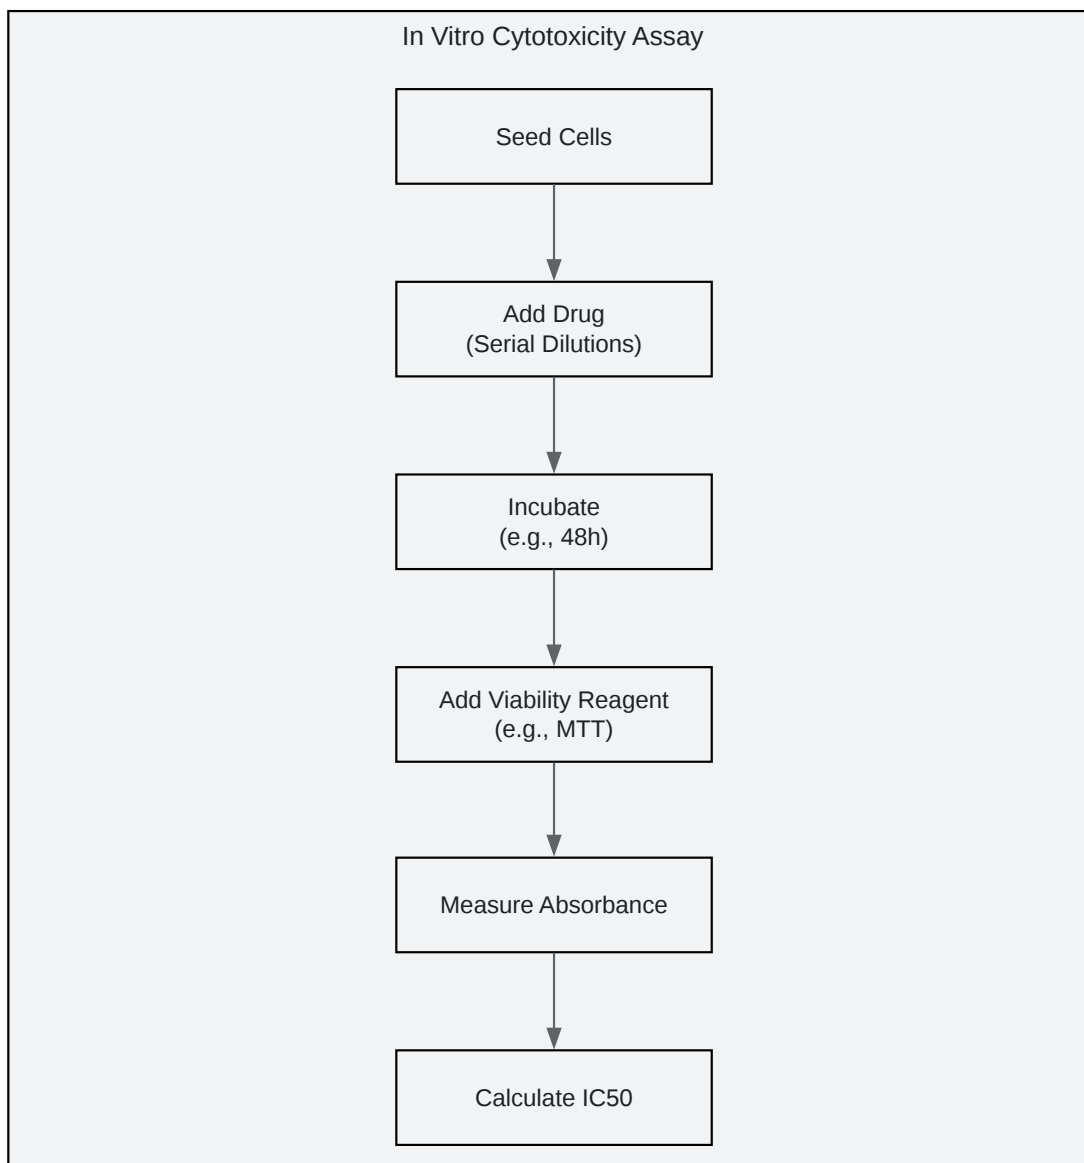 In Vitro Cytotoxicity Assay
Seed Cells
Add Drug
(Serial Dilutions)
Incubate
(e.g., 48h)
Add Viability Reagent
(e.g., MTT)
Measure Absorbance
Calculate IC50